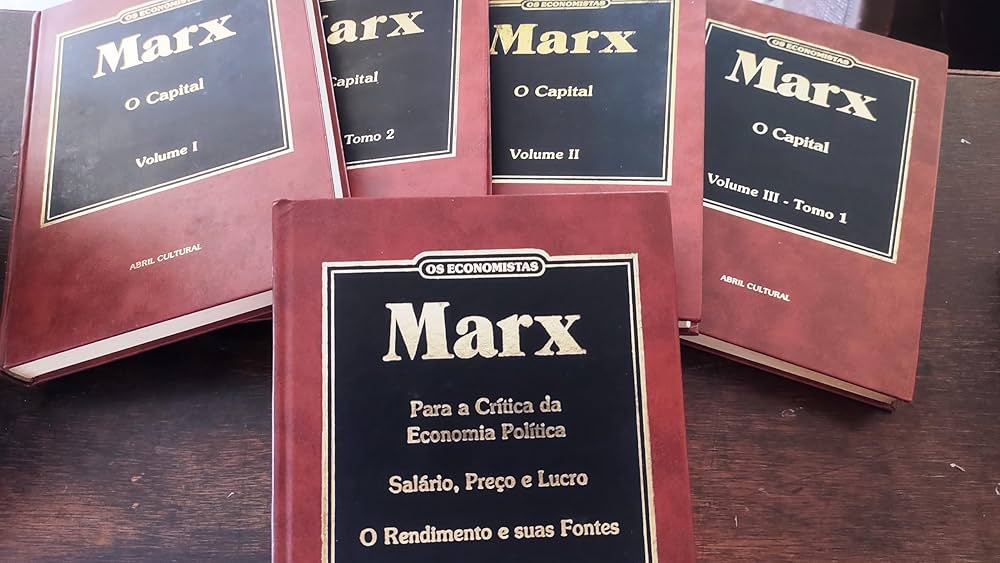 OS ECONOMISTAS
Marx
O Capital
Volume I
ABRIL CULTURAL
Marx
Capital
Tomo 2
OS ECONOMISTAS
Marx
O Capital
Volume II
OS ECONOMISTAS
Marx
O Capital
Volume III - Tomo 1
ABRIL CULTURAL
OS ECONOMISTAS
Marx
Para a Crítica da
Economia Política
Salário, Preço e Lucro
O Rendimento e suas Fontes